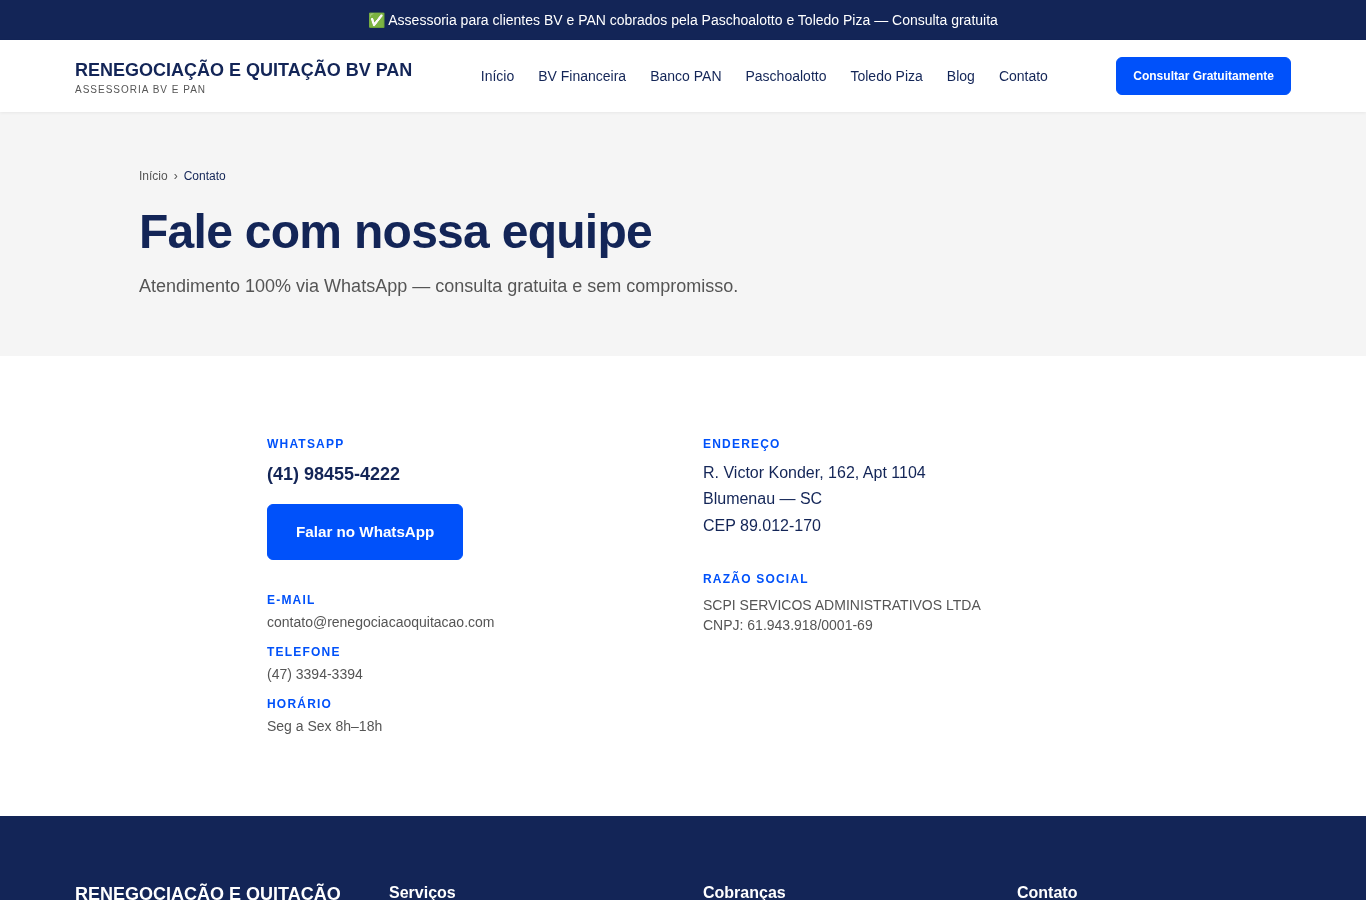 ✅ Assessoria para clientes BV e PAN cobrados pela Paschoalotto e Toledo Piza — Consulta gratuita
RENEGOCIAÇÃO E QUITAÇÃO BV PAN
ASSESSORIA BV E PAN
Início
BV Financeira
Banco PAN
Paschoalotto
Toledo Piza
Blog
Contato
Consultar Gratuitamente
Início › Contato
Fale com nossa equipe
Atendimento 100% via WhatsApp — consulta gratuita e sem compromisso.
WHATSAPP
(41) 98455-4222
Falar no WhatsApp
E-MAIL
contato@renegociacaoquitacao.com
TELEFONE
(47) 3394-3394
HORÁRIO
Seg a Sex 8h–18h
ENDEREÇO
R. Victor Konder, 162, Apt 1104
Blumenau — SC
CEP 89.012-170
RAZÃO SOCIAL
SCPI SERVICOS ADMINISTRATIVOS LTDA
CNPJ: 61.943.918/0001-69
RENEGOCIAÇÃO E QUITAÇÃO
Serviços
Cobranças
Contato